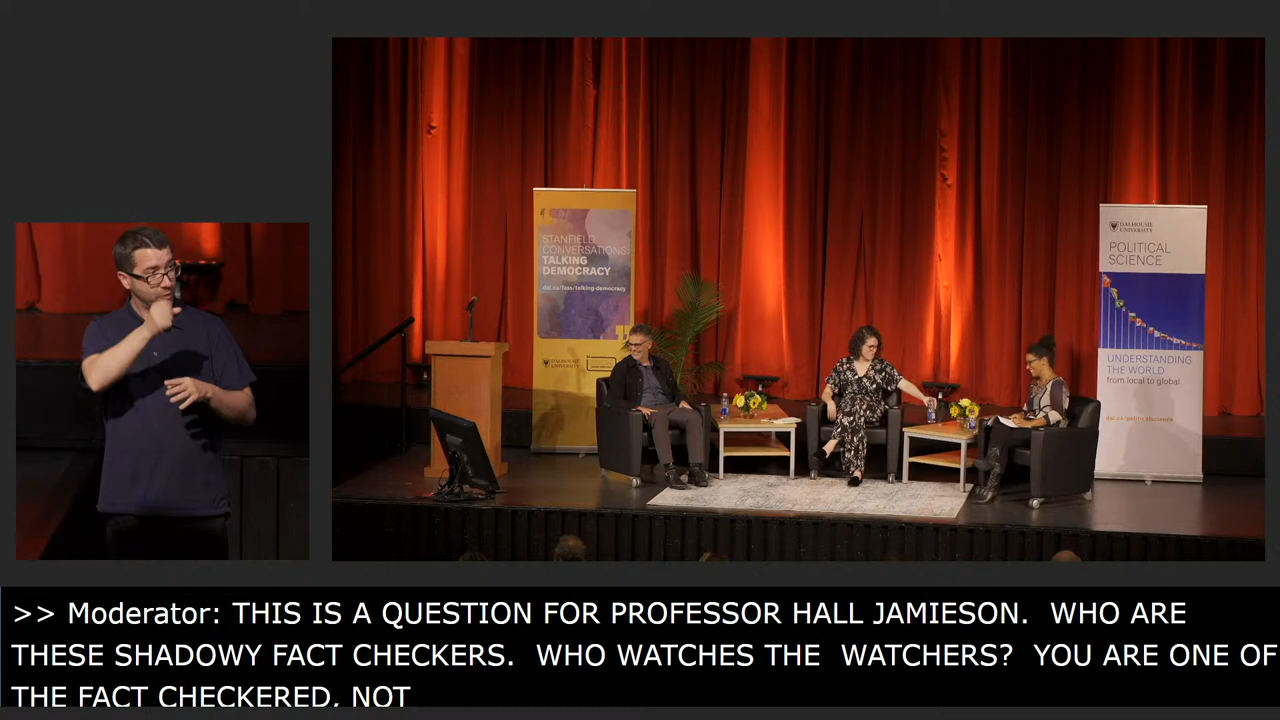 STANFIELD
CONVERSATIONS:
TALKING
DEMOCRACY
dal.ca/fass/talking-democracy
DALHOUSIE
UNIVERSITY
DALHOUSIE
UNIVERSITY
POLITICAL
SCIENCE
UNDERSTANDING
THE WORLD
from local to global.
dal.ca/politicalscience
>> Moderator: THIS IS A QUESTION FOR PROFESSOR HALL JAMIESON.  WHO ARE
THESE SHADOWY FACT CHECKERS.  WHO WATCHES THE  WATCHERS?  YOU ARE ONE OF
THE FACT CHECKERED, NOT